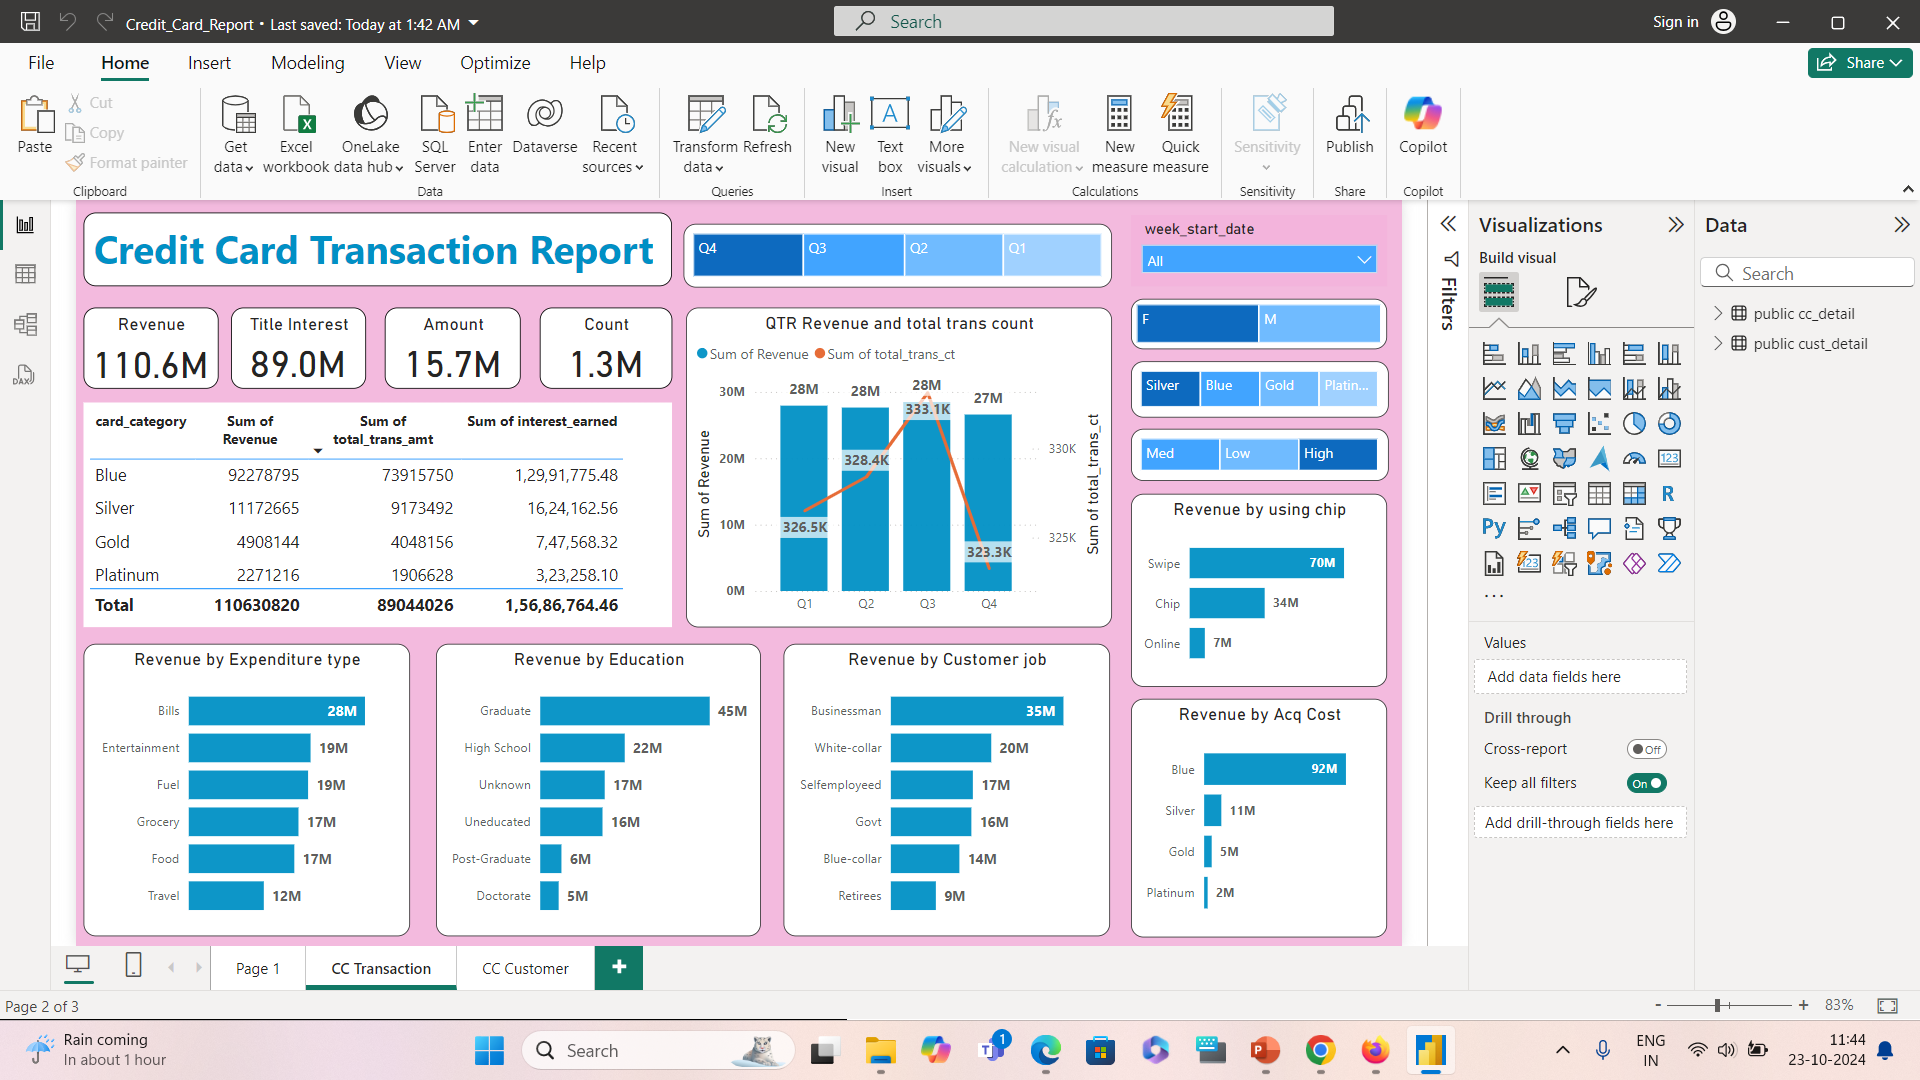 Credit_Card_Report • Last saved: Today at 1:42 AM
Search
Sign in
File Home Insert Modeling View Optimize Help
Share
Paste
Cut
Copy
Format painter
Clipboard
Get data
Excel workbook
OneLake data hub
SQL Server
Enter data
Dataverse
Recent sources
Data
Transform data
Refresh
Queries
New visual
Text box
More visuals
Insert
New visual calculation
New measure
Quick measure
Calculations
Sensitivity
Sensitivity
Publish
Share
Copilot
Copilot
Credit Card Transaction Report
Q4 Q3 Q2 Q1
week_start_date
All
Revenue
110.6M
Title Interest
89.0M
Amount
15.7M
Count
1.3M
card_category Sum of Revenue Sum of total_trans_amt Sum of interest_earned
Blue 92278795 73915750 1,29,91,775.48
Silver 11172665 9173492 16,24,162.56
Gold 4908144 4048156 7,47,568.32
Platinum 2271216 1906628 3,23,258.10
Total 110630820 89044026 1,56,86,764.46
QTR Revenue and total trans count
Sum of Revenue Sum of total_trans_ct
30M
20M
10M
0M
Sum of Revenue
28M 28M 28M 27M
326.5K 328.4K 333.1K 323.3K
330K
325K
Sum of total_trans_ct
Q1 Q2 Q3 Q4
F M
Silver Blue Gold Platin...
Med Low High
Revenue by using chip
Swipe 70M
Chip 34M
Online 7M
Revenue by Expenditure type
Bills 28M
Entertainment 19M
Fuel 19M
Grocery 17M
Food 17M
Travel 12M
Revenue by Education
Graduate 45M
High School 22M
Unknown 17M
Uneducated 16M
Post-Graduate 6M
Doctorate 5M
Revenue by Customer job
Businessman 35M
White-collar 20M
Selfemployeed 17M
Govt 16M
Blue-collar 14M
Retirees 9M
Revenue by Acq Cost
Blue 92M
Silver 11M
Gold 5M
Platinum 2M
Filters
Visualizations
Build visual
Values
Add data fields here
Drill through
Cross-report Off
Keep all filters On
Add drill-through fields here
Data
Search
public cc_detail
public cust_detail
Page 1
CC Transaction
CC Customer
Page 2 of 3
83%
Rain coming
In about 1 hour
Search
1
ENG
IN
11:44
23-10-2024